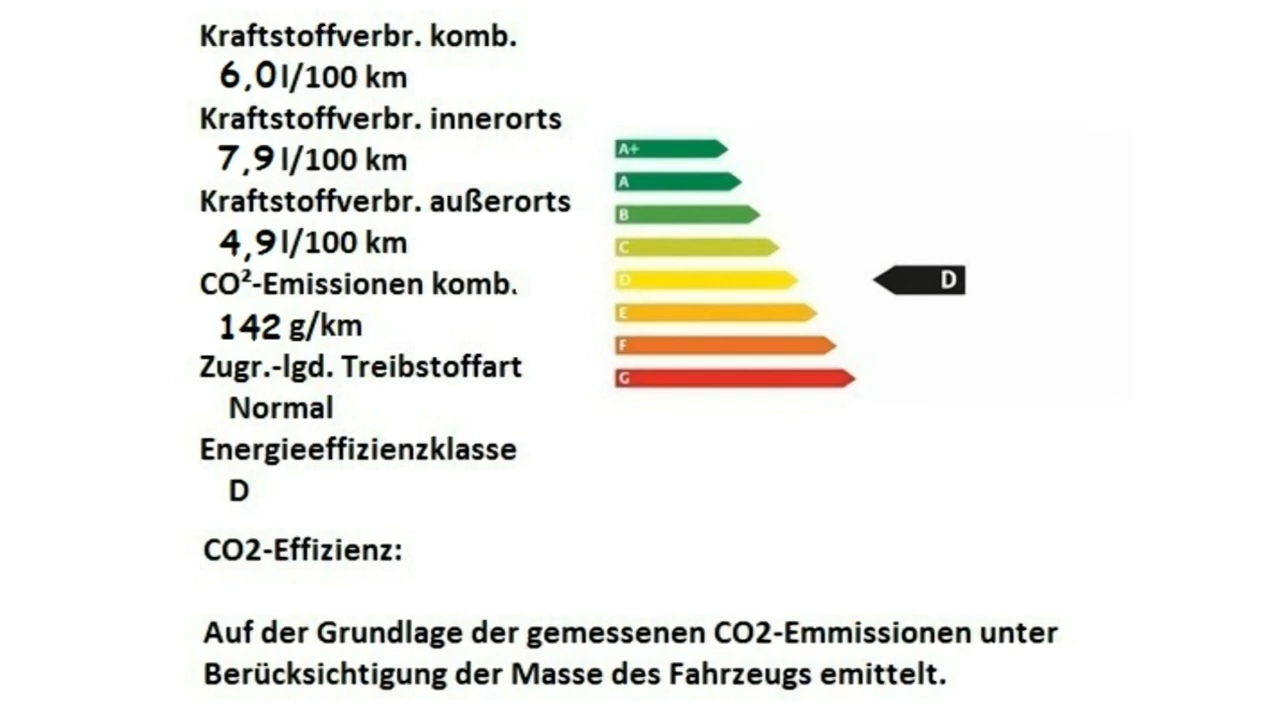 Kraftstoffverbr. komb.
6,0 l/100 km
Kraftstoffverbr. innerorts
7,9 l/100 km
Kraftstoffverbr. außerorts
4,9 l/100 km
CO²-Emissionen komb.
142 g/km
Zugr.-lgd. Treibstoffart
Normal
Energieeffizienzklasse
D
A+
A
B
C
D
E
F
G
D
CO2-Effizienz:
Auf der Grundlage der gemessenen CO2-Emmissionen unter
Berücksichtigung der Masse des Fahrzeugs emittelt.